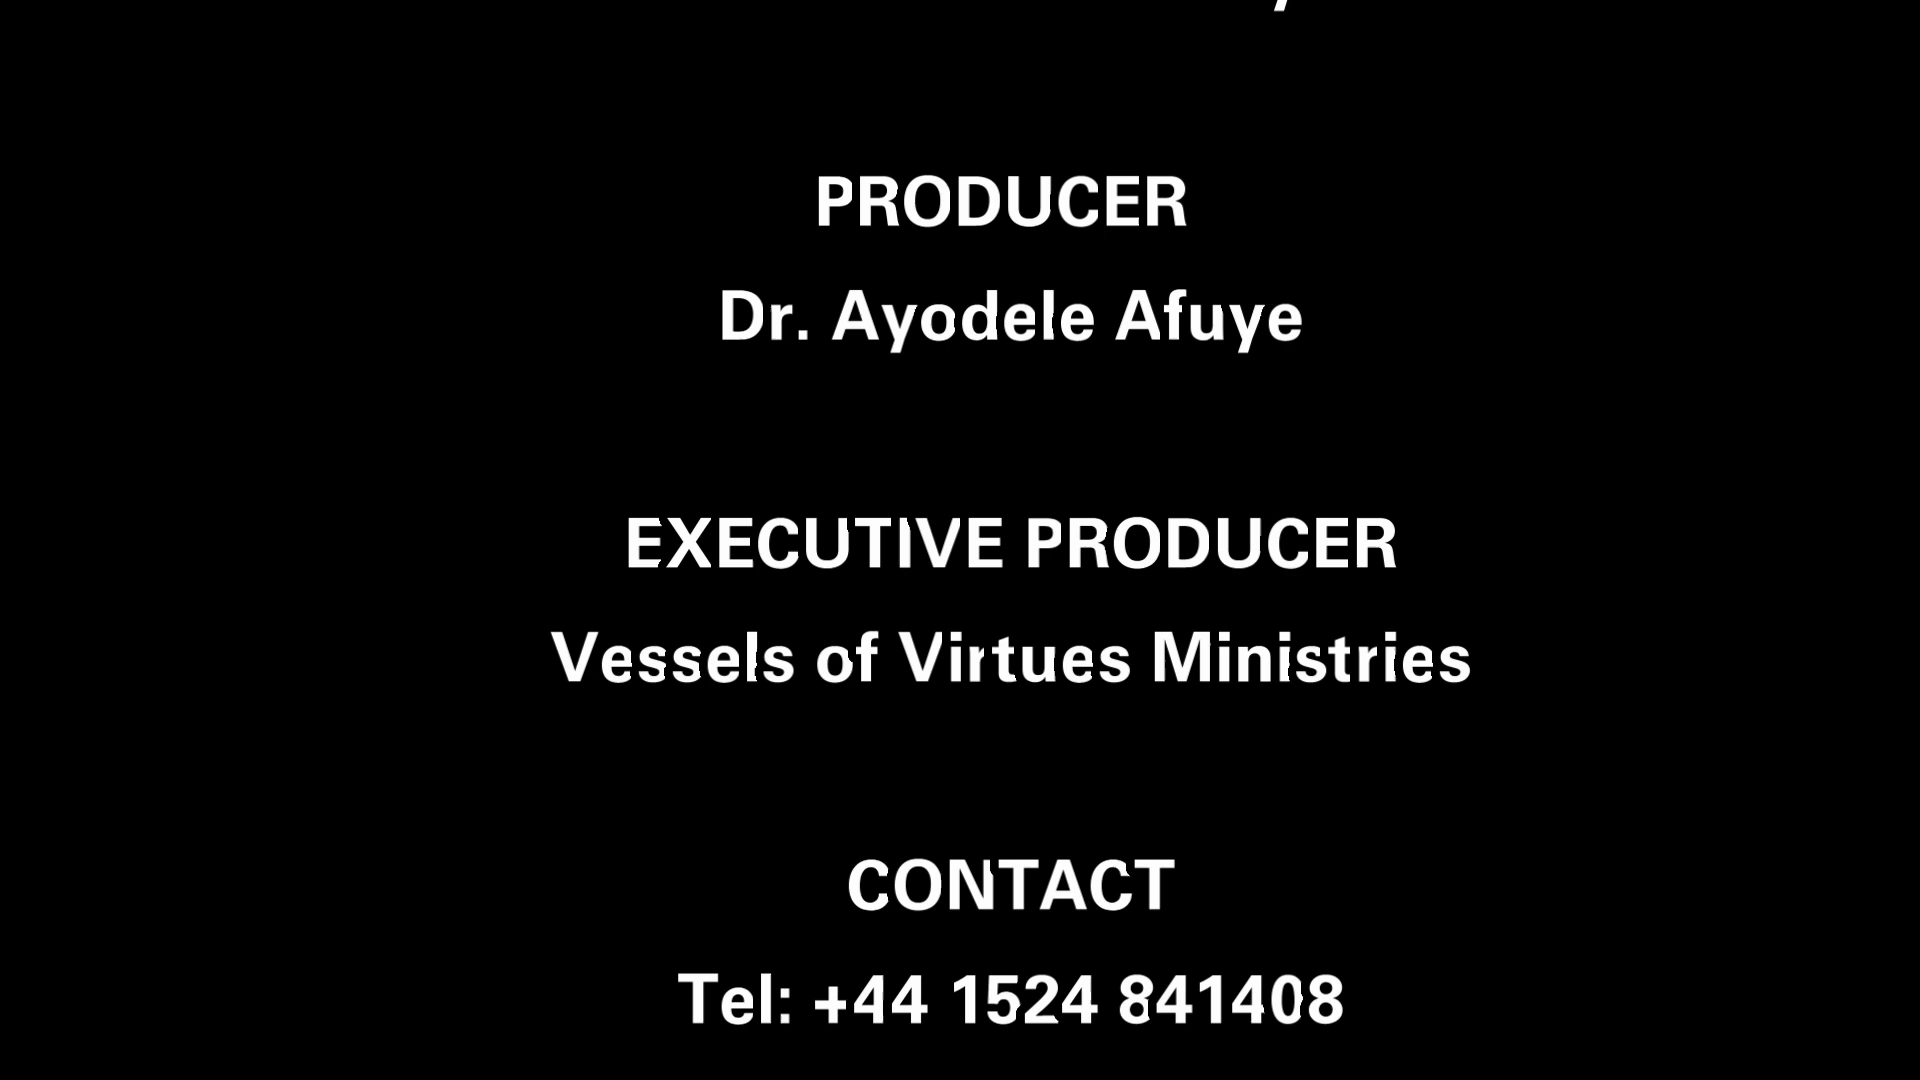 PRODUCER
Dr. Ayodele Afuye
EXECUTIVE PRODUCER
Vessels of Virtues Ministries
CONTACT
Tel: +44 1524 841408